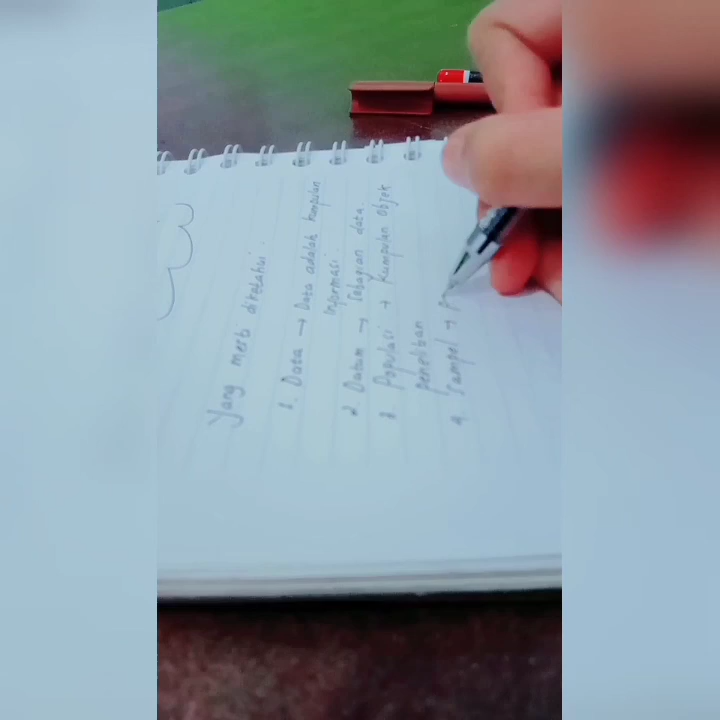 Yang mesti diketahui.
1. Data → Data adalah kumpulan
informasi.
2. Datum → Sebagian data.
3 Populasi → Kumpulan objek
penelitian
4. Sampel →